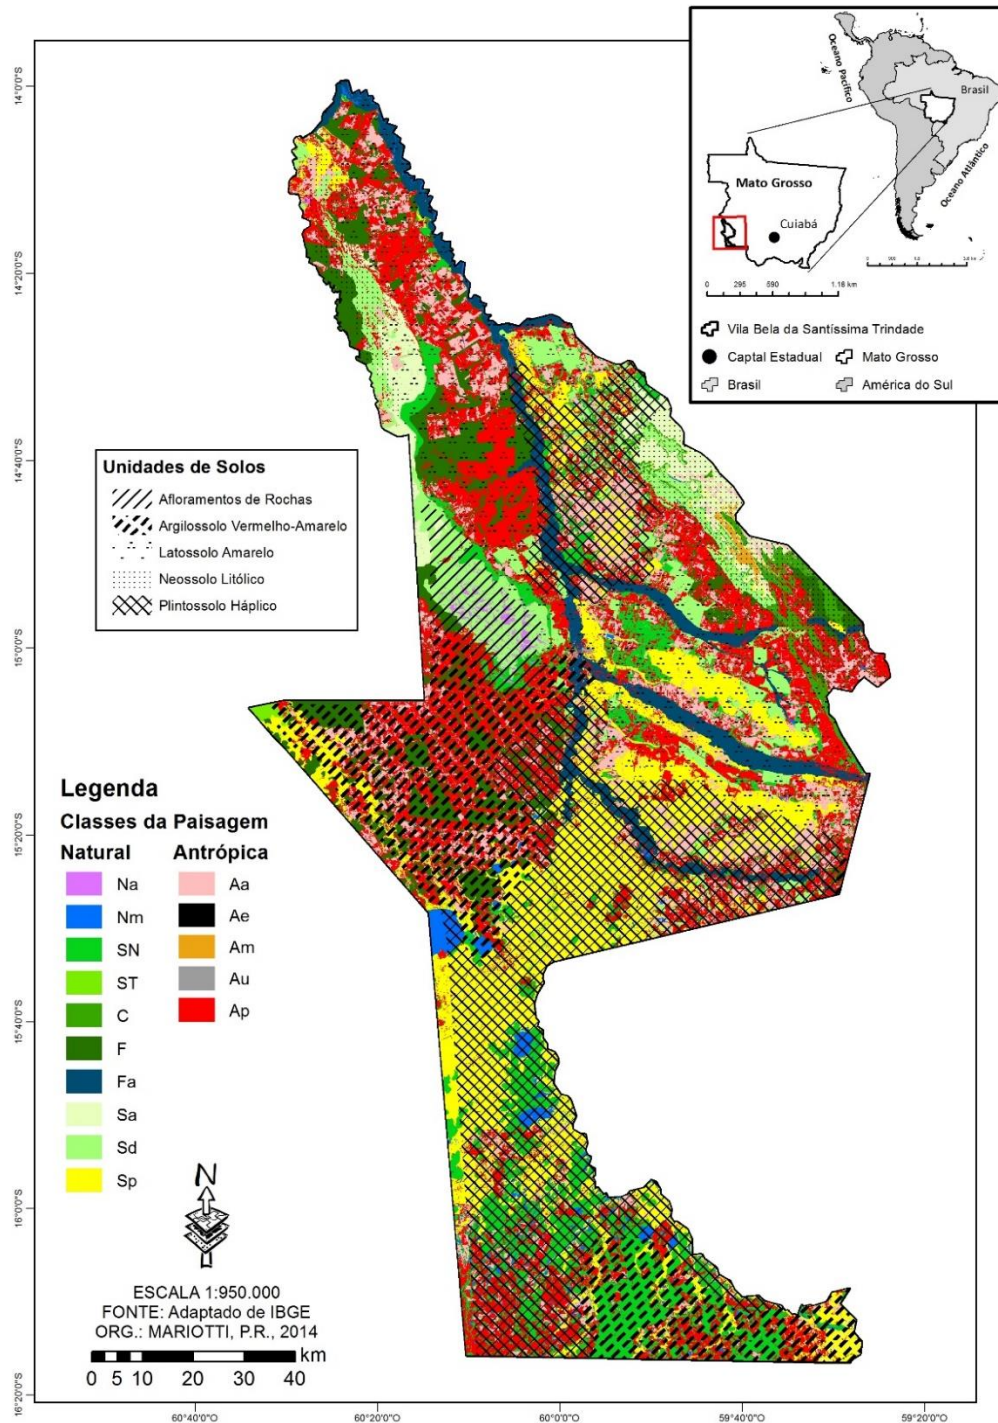 Oceano Pacífico
Brasil
Oceano Atlântico
Mato Grosso
Cuiabá
0 295 590 1.18 km
Vila Bela da Santíssima Trindade
Captal Estadual Mato Grosso
Brasil América do Sul
14°0'0"S
14°20'0"S
14°40'0"S
15°0'0"S
15°20'0"S
15°40'0"S
16°0'0"S
16°20'0"S
Unidades de Solos
Afloramentos de Rochas
Argilossolo Vermelho-Amarelo
Latossolo Amarelo
Neossolo Litólico
Plintossolo Háplico
Legenda
Classes da Paisagem
Natural Antrópica
Na Aa
Nm Ae
SN Am
ST Au
C Ap
F
Fa
Sa
Sd
Sp
N
ESCALA 1:950.000
FONTE: Adaptado de IBGE
ORG.: MARIOTTI, P.R., 2014
km
0 5 10 20 30 40
60°40'0"O 60°20'0"O 60°0'0"O 59°40'0"O 59°20'0"O